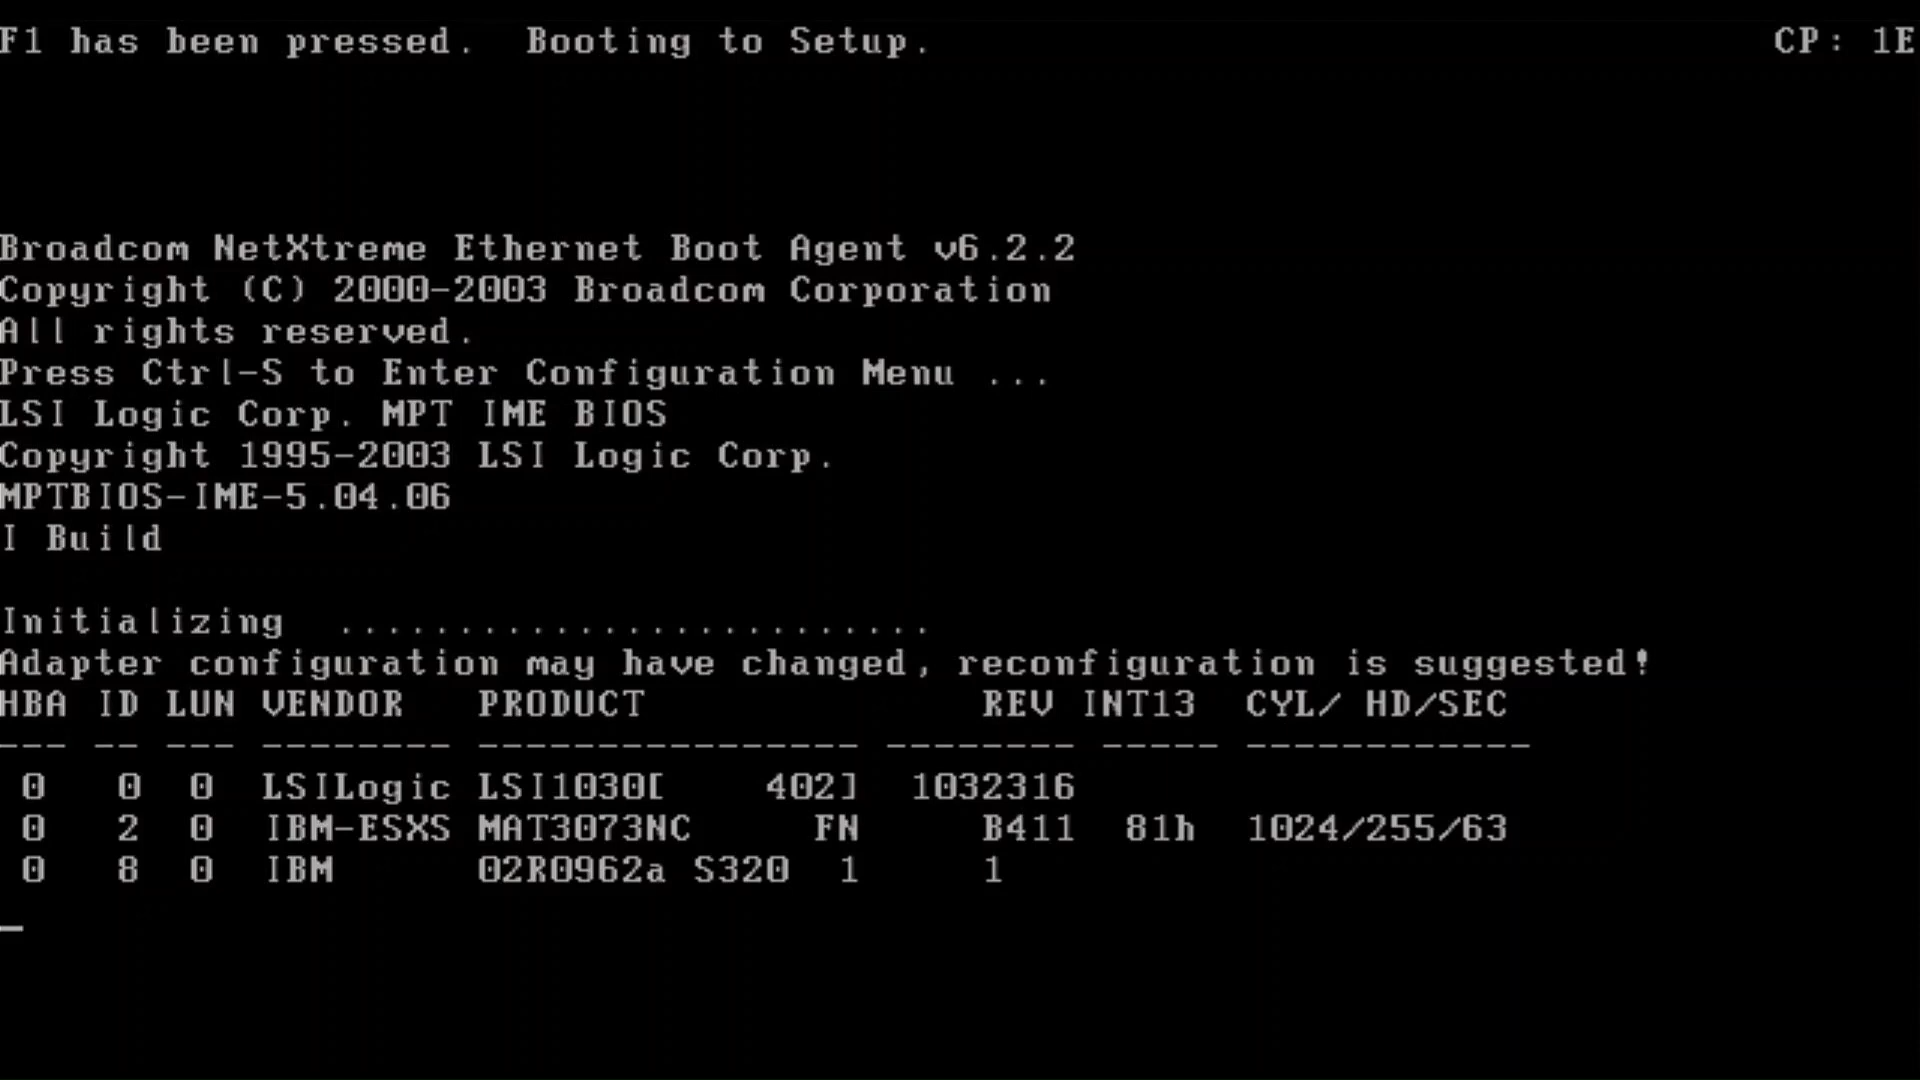 F1 has been pressed.  Booting to Setup.    CP: 1E
Broadcom NetXtreme Ethernet Boot Agent v6.2.2
Copyright (C) 2000-2003 Broadcom Corporation
All rights reserved.
Press Ctrl-S to Enter Configuration Menu ...
LSI Logic Corp. MPT IME BIOS
Copyright 1995-2003 LSI Logic Corp.
MPTBIOS-IME-5.04.06
I Build
Initializing  .........................
Adapter configuration may have changed, reconfiguration is suggested!
HBA ID LUN VENDOR   PRODUCT              REV INT13  CYL/ HD/SEC
--- -- --- -------- ---------------- -------- ----- ------------
0  0  0  LSILogic LSI1030[    402]  1032316
0  2  0  IBM-ESXS MAT3073NC     FN     B411  81h  1024/255/63
0  8  0  IBM      02R0962a S320  1     1
_